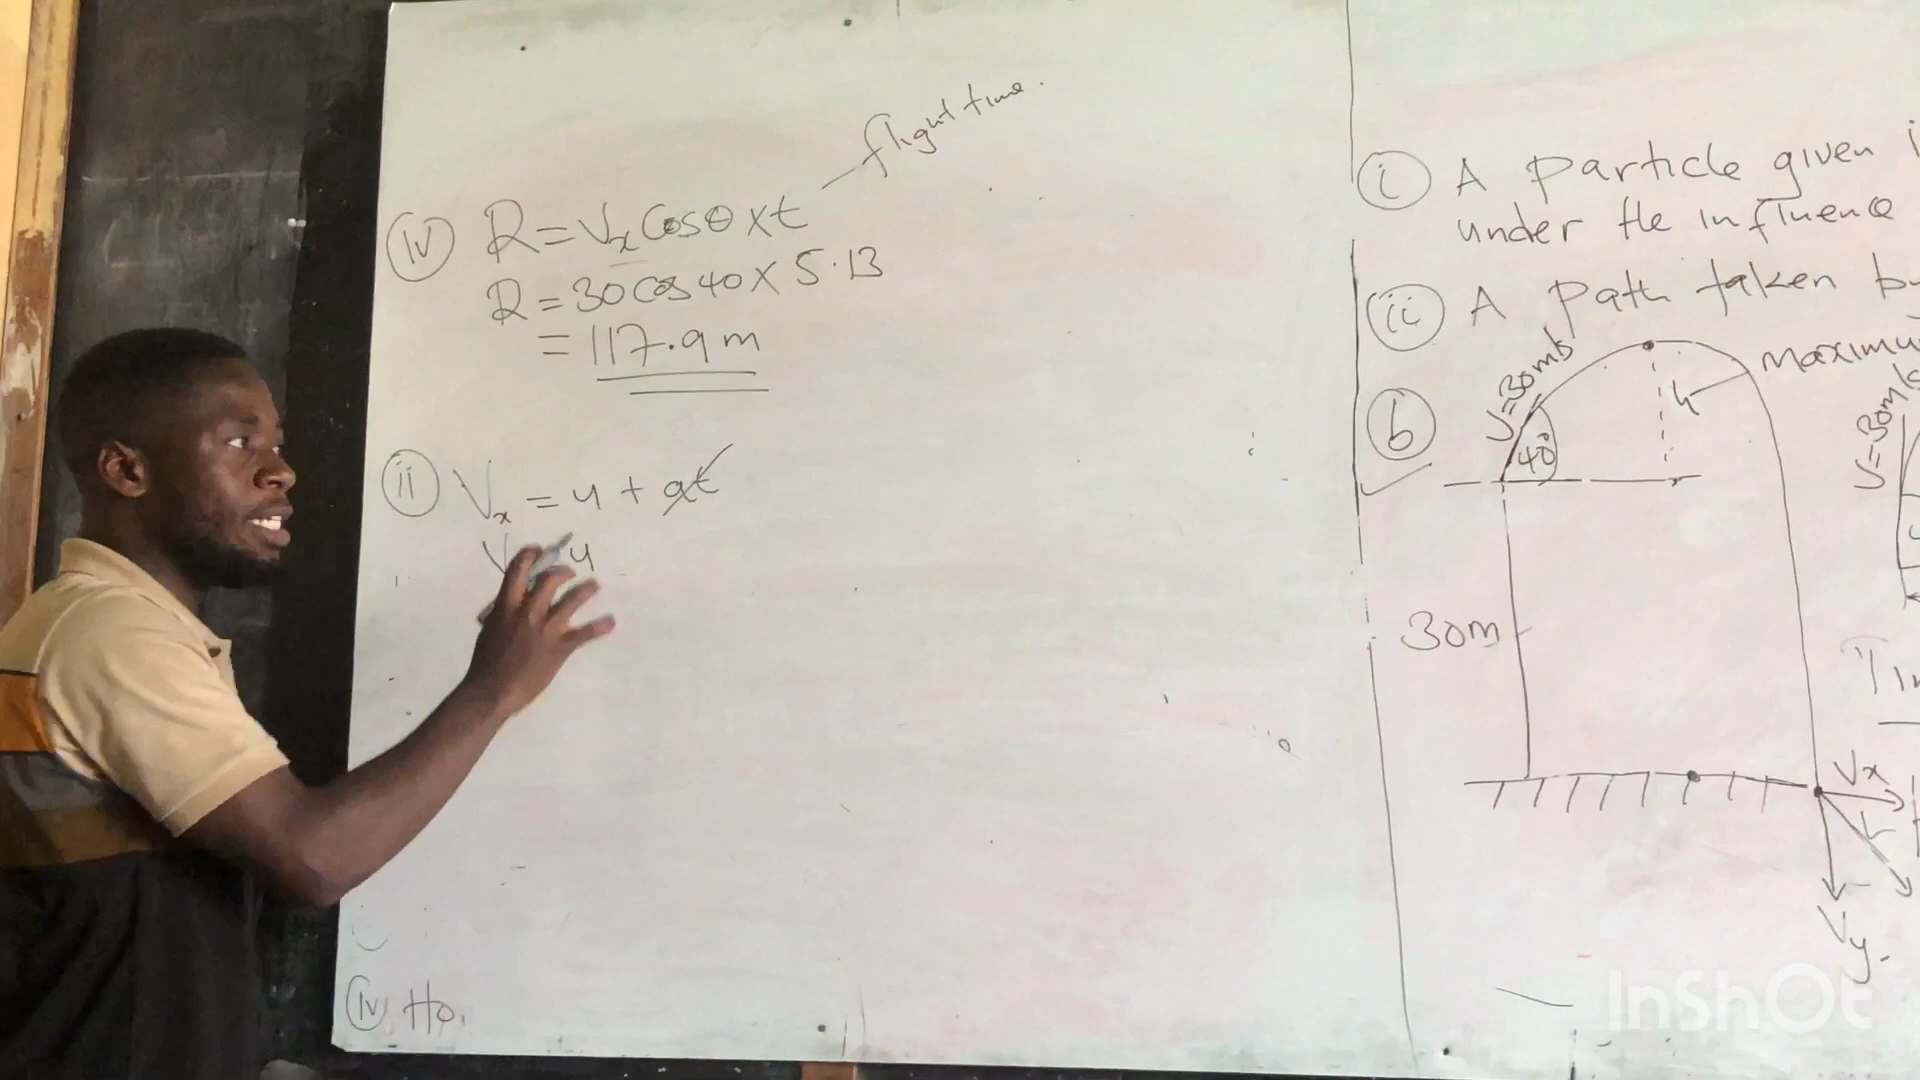 flight time.
iv R = Vx Cosθ x t
R = 30 cos 40 x 5.13
= 117.9 m
ii Vx = u + at
V u
iv Ho.
i A particle given
under the influence
ii A path taken
b
U=30m/s
40°
h
maximu
U=30m/s
30m
Vx
Vy
InShOt